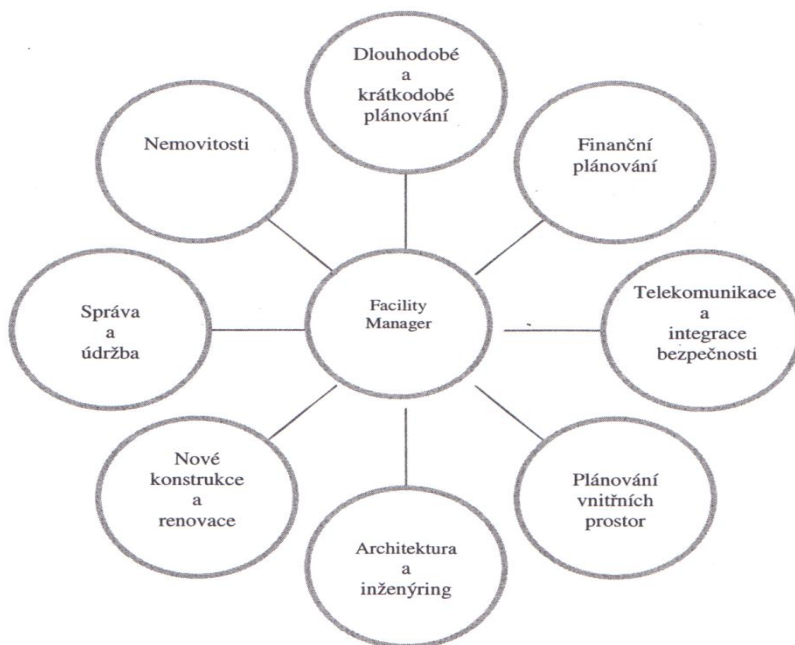 Dlouhodobé
a
krátkodobé
plánování
Nemovitosti
Finanční
plánování
Správa
a
údržba
Facility
Manager
Telekomunikace
a
integrace
bezpečnosti
Nové
konstrukce
a
renovace
Plánování
vnitřních
prostor
Architektura
a
inženýring